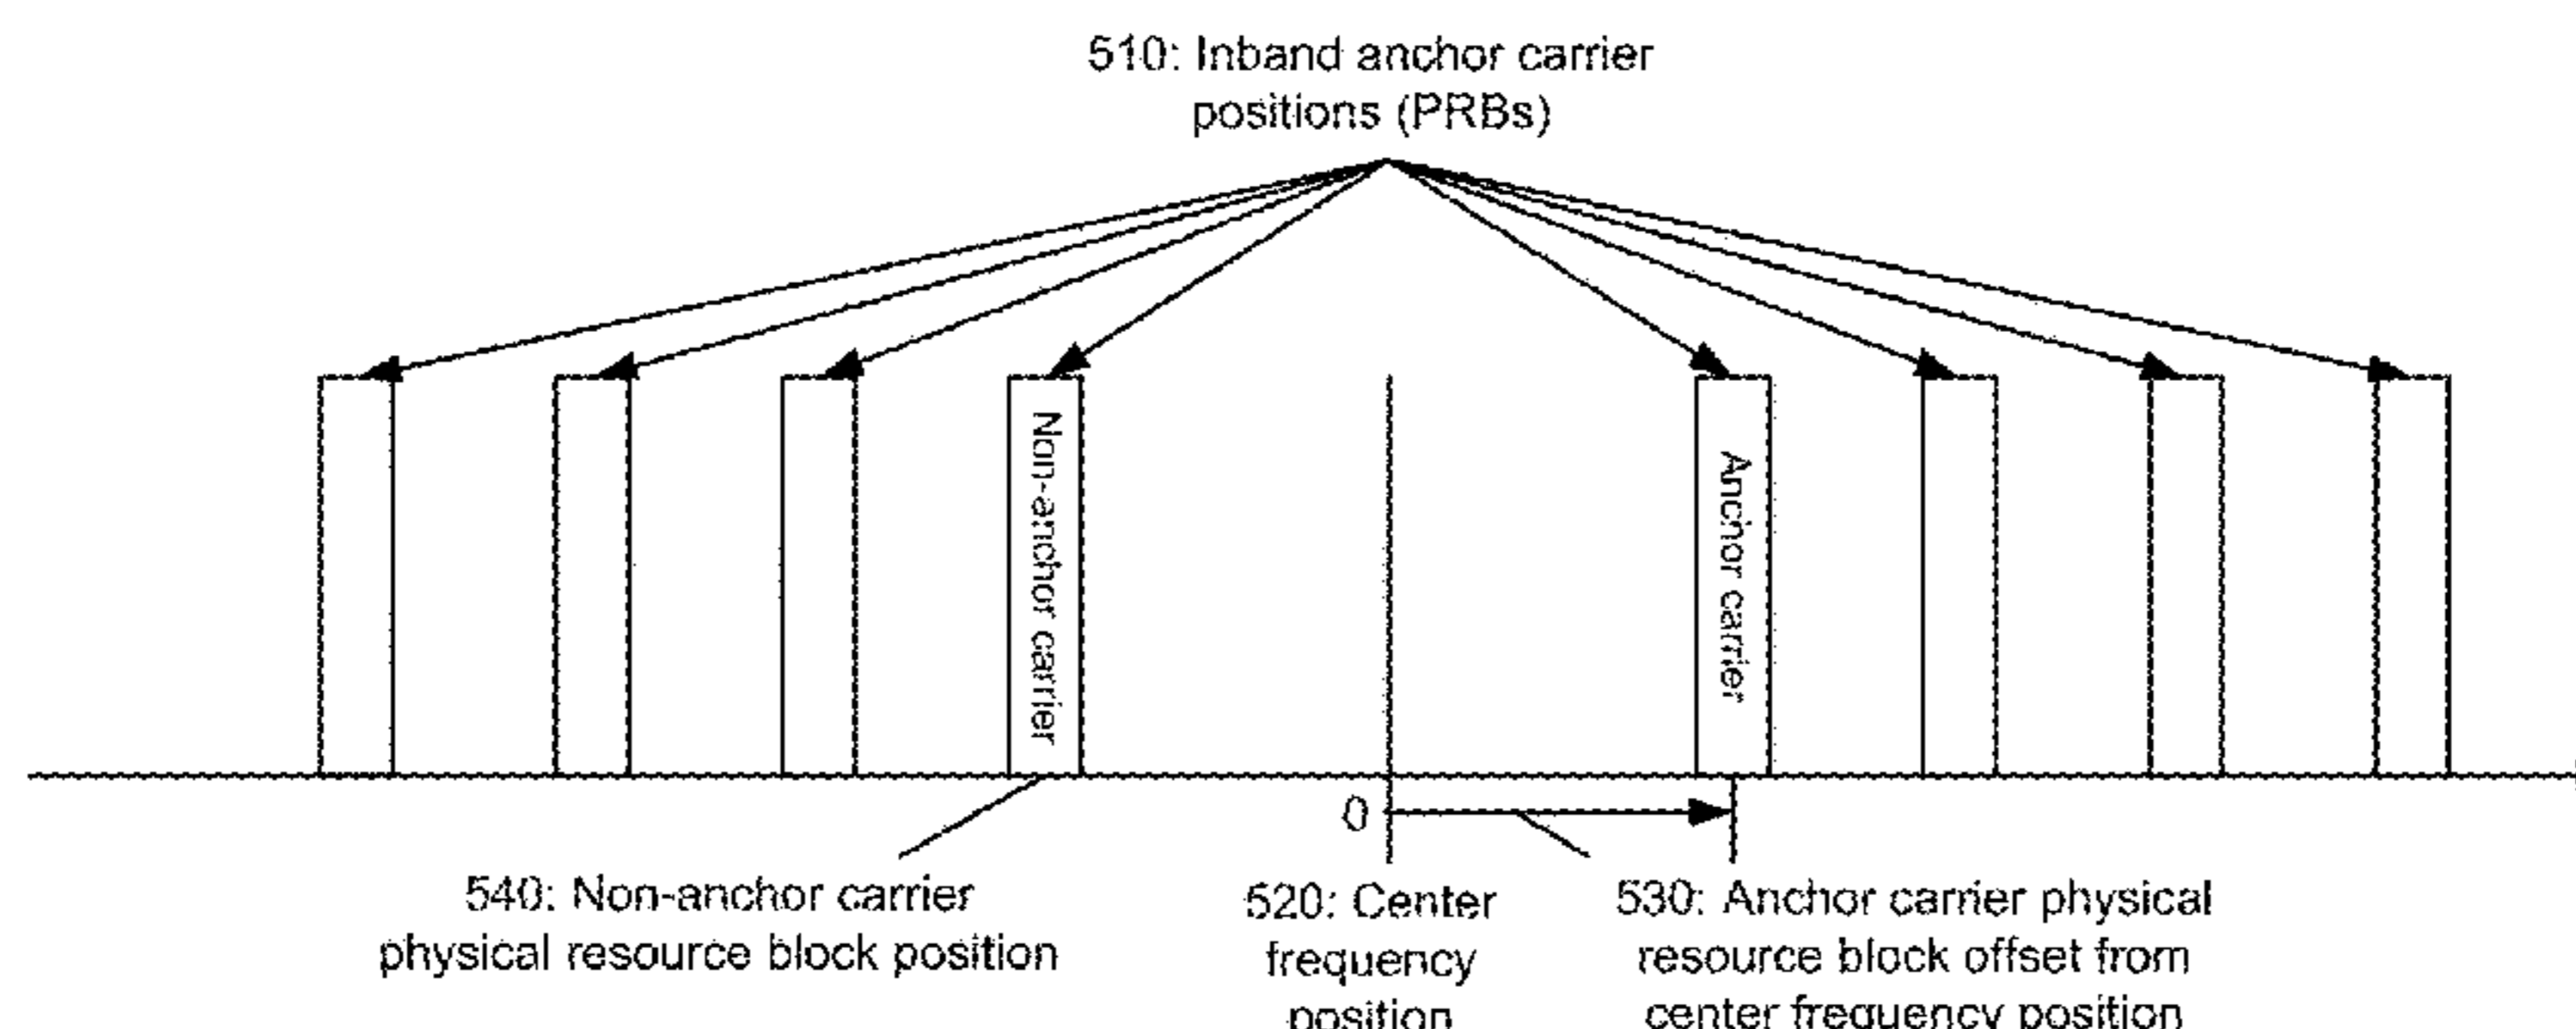 510: Inband anchor carrier
positions (PRBs)
Non-anchor carrier
Anchor carrier
0
540: Non-anchor carrier
physical resource block position
520: Center
frequency
position
530: Anchor carrier physical
resource block offset from
center frequency position